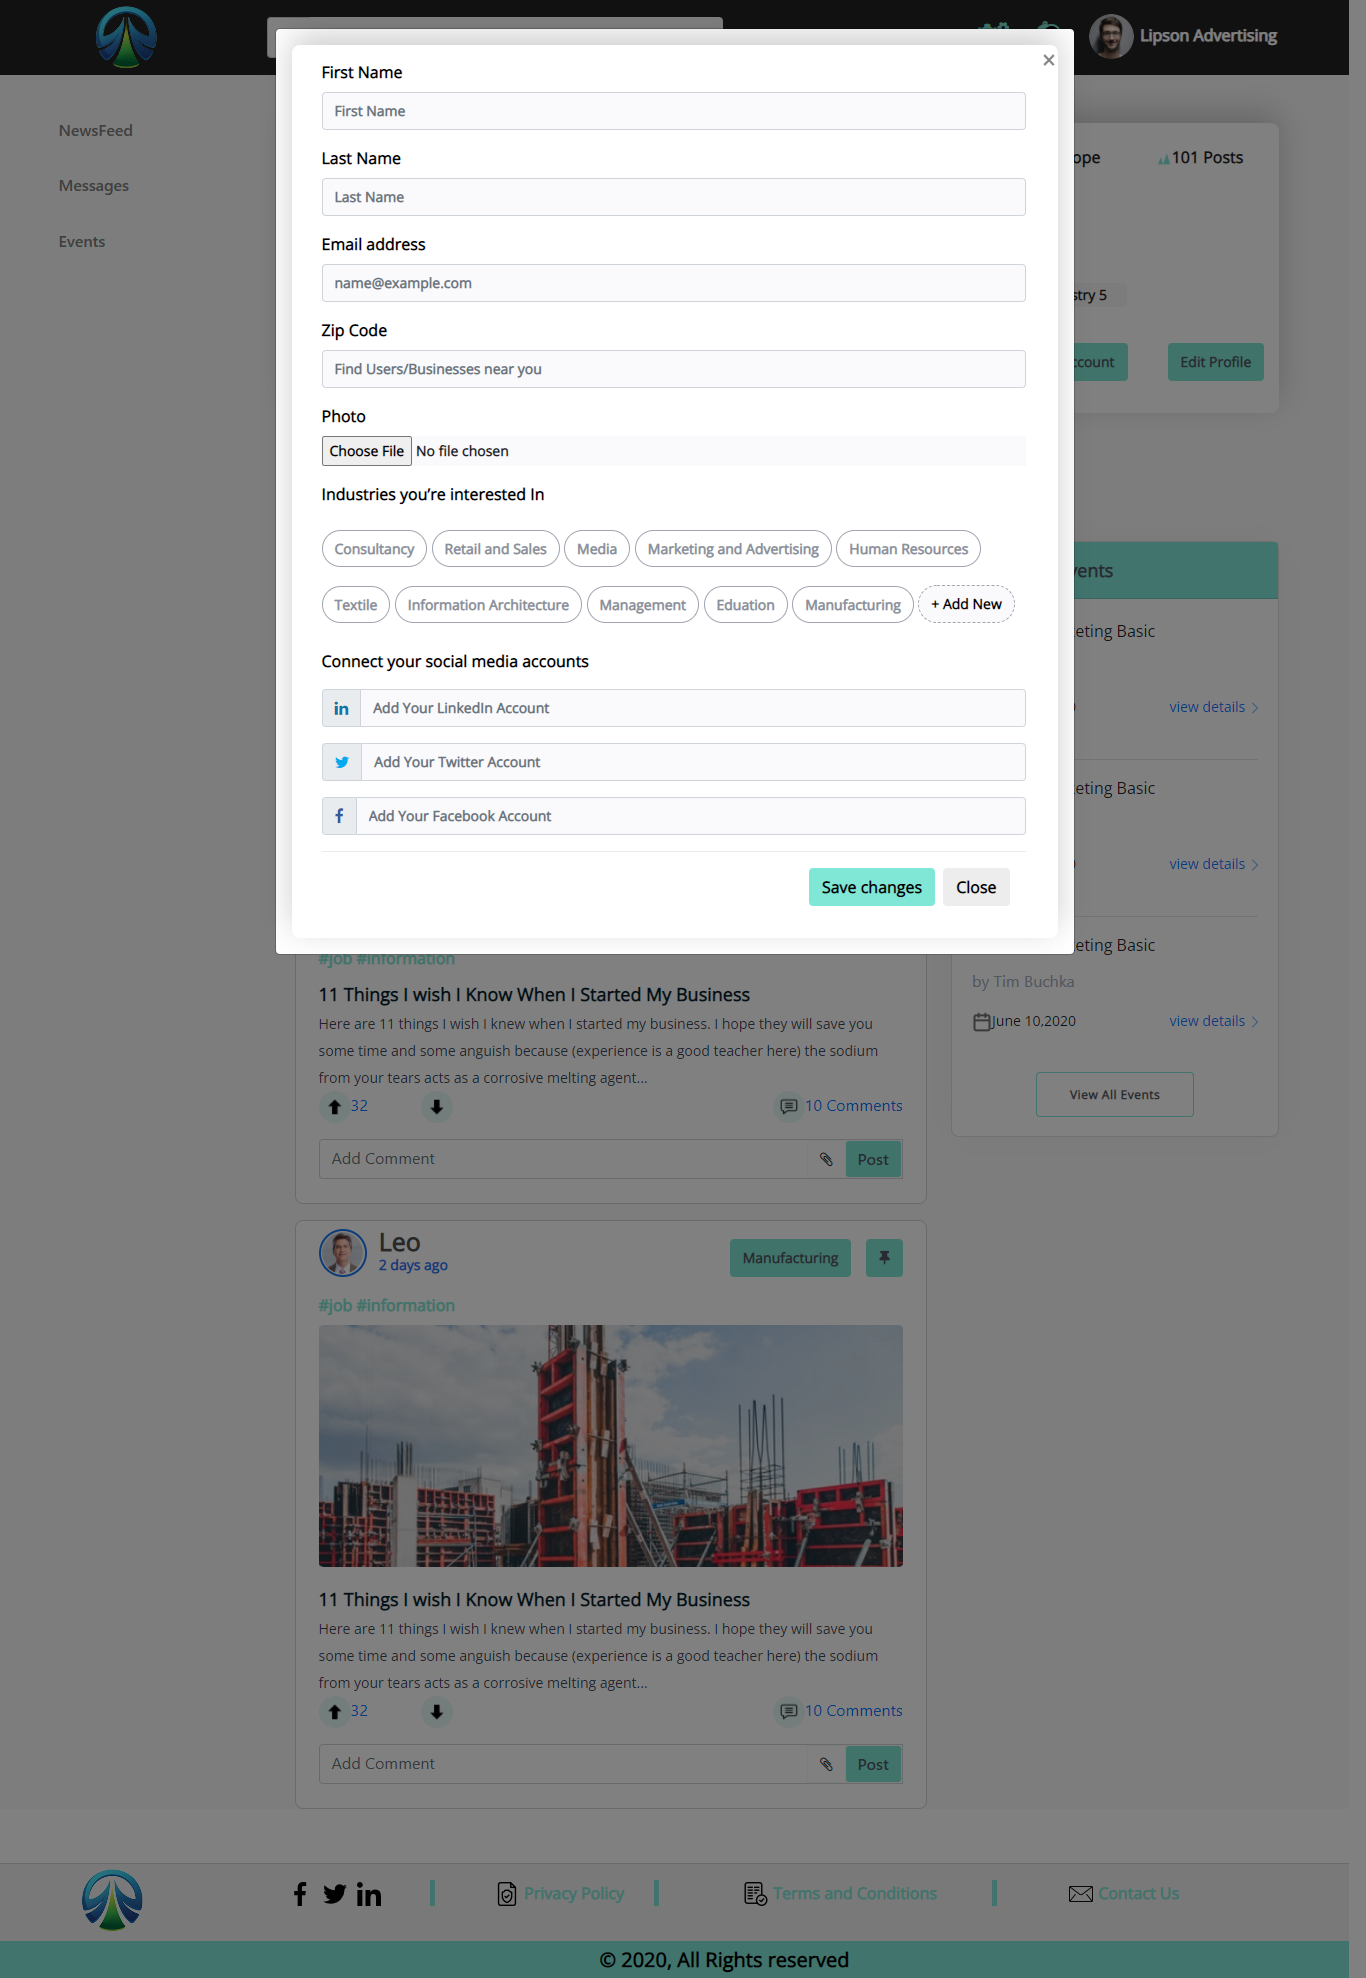 Lipson Advertising
NewsFeed
Messages
Events
×
First Name
First Name
Last Name
Last Name
Email address
name@example.com
Zip Code
Find Users/Businesses near you
Photo
Choose File No file chosen
Industries you’re interested In
Consultancy Retail and Sales Media Marketing and Advertising Human Resources
Textile Information Architecture Management Eduation Manufacturing + Add New
Connect your social media accounts
in Add Your LinkedIn Account
Add Your Twitter Account
f Add Your Facebook Account
Save changes Close
101 Posts
stry 5
ccount Edit Profile
eting Basic
view details >
eting Basic
view details >
eting Basic
by Tim Buchka
June 10,2020 view details >
View All Events
#job #information
11 Things I wish I Know When I Started My Business
Here are 11 things I wish I knew when I started my business. I hope they will save you
some time and some anguish because (experience is a good teacher here) the sodium
from your tears acts as a corrosive melting agent...
32 10 Comments
Add Comment Post
Leo
2 days ago
Manufacturing
#job #information
11 Things I wish I Know When I Started My Business
Here are 11 things I wish I knew when I started my business. I hope they will save you
some time and some anguish because (experience is a good teacher here) the sodium
from your tears acts as a corrosive melting agent...
32 10 Comments
Add Comment Post
f in Privacy Policy Terms and Conditions Contact Us
© 2020, All Rights reserved